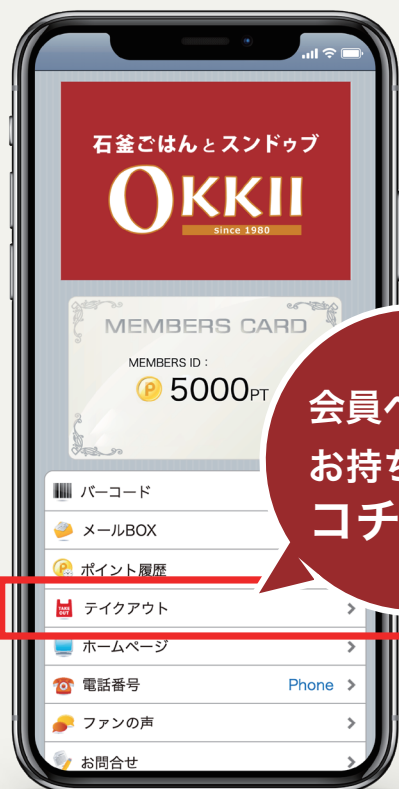 石釜ごはんとスンドゥブ
OKKII
since 1980
MEMBERS CARD
MEMBERS ID：
P 5000PT
会員
お持
コチ
バーコード
メールBOX
ポイント履歴
TAKE OUT テイクアウト
ホームページ
電話番号 Phone
ファンの声
お問合せ